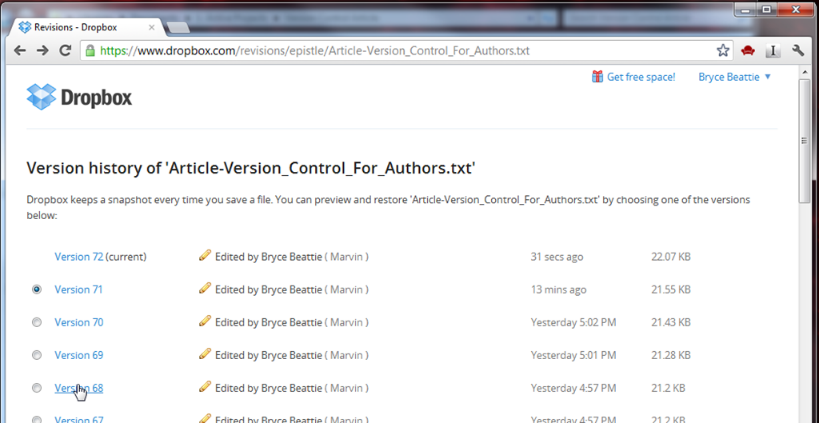 Revisions - Dropbox
https://www.dropbox.com/revisions/epistle/Article-Version_Control_For_Authors.txt
Get free space! Bryce Beattie
Dropbox
Version history of 'Article-Version_Control_For_Authors.txt'
Dropbox keeps a snapshot every time you save a file. You can preview and restore 'Article-Version_Control_For_Authors.txt' by choosing one of the versions
below:
Version 72 (current) Edited by Bryce Beattie ( Marvin ) 31 secs ago 22.07 KB
Version 71 Edited by Bryce Beattie ( Marvin ) 13 mins ago 21.55 KB
Version 70 Edited by Bryce Beattie ( Marvin ) Yesterday 5:02 PM 21.43 KB
Version 69 Edited by Bryce Beattie ( Marvin ) Yesterday 5:01 PM 21.28 KB
Version 68 Edited by Bryce Beattie ( Marvin ) Yesterday 4:57 PM 21.2 KB
Version 67 Edited by Bryce Beattie ( Marvin ) Yesterday 4:57 PM 21.2 KB